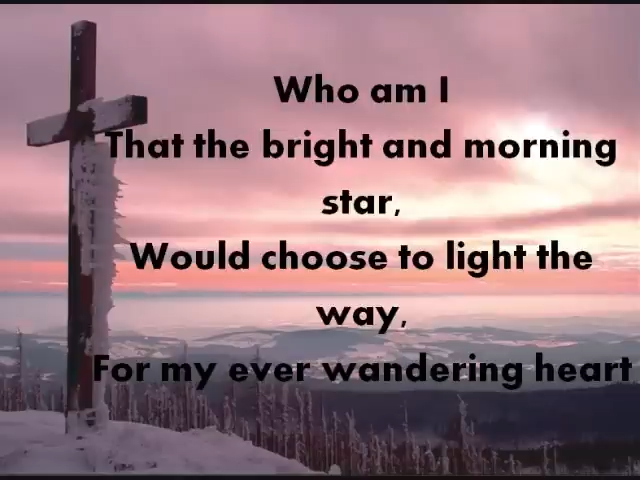 Who am I
That the bright and morning
star,
Would choose to light the
way,
For my ever wandering heart